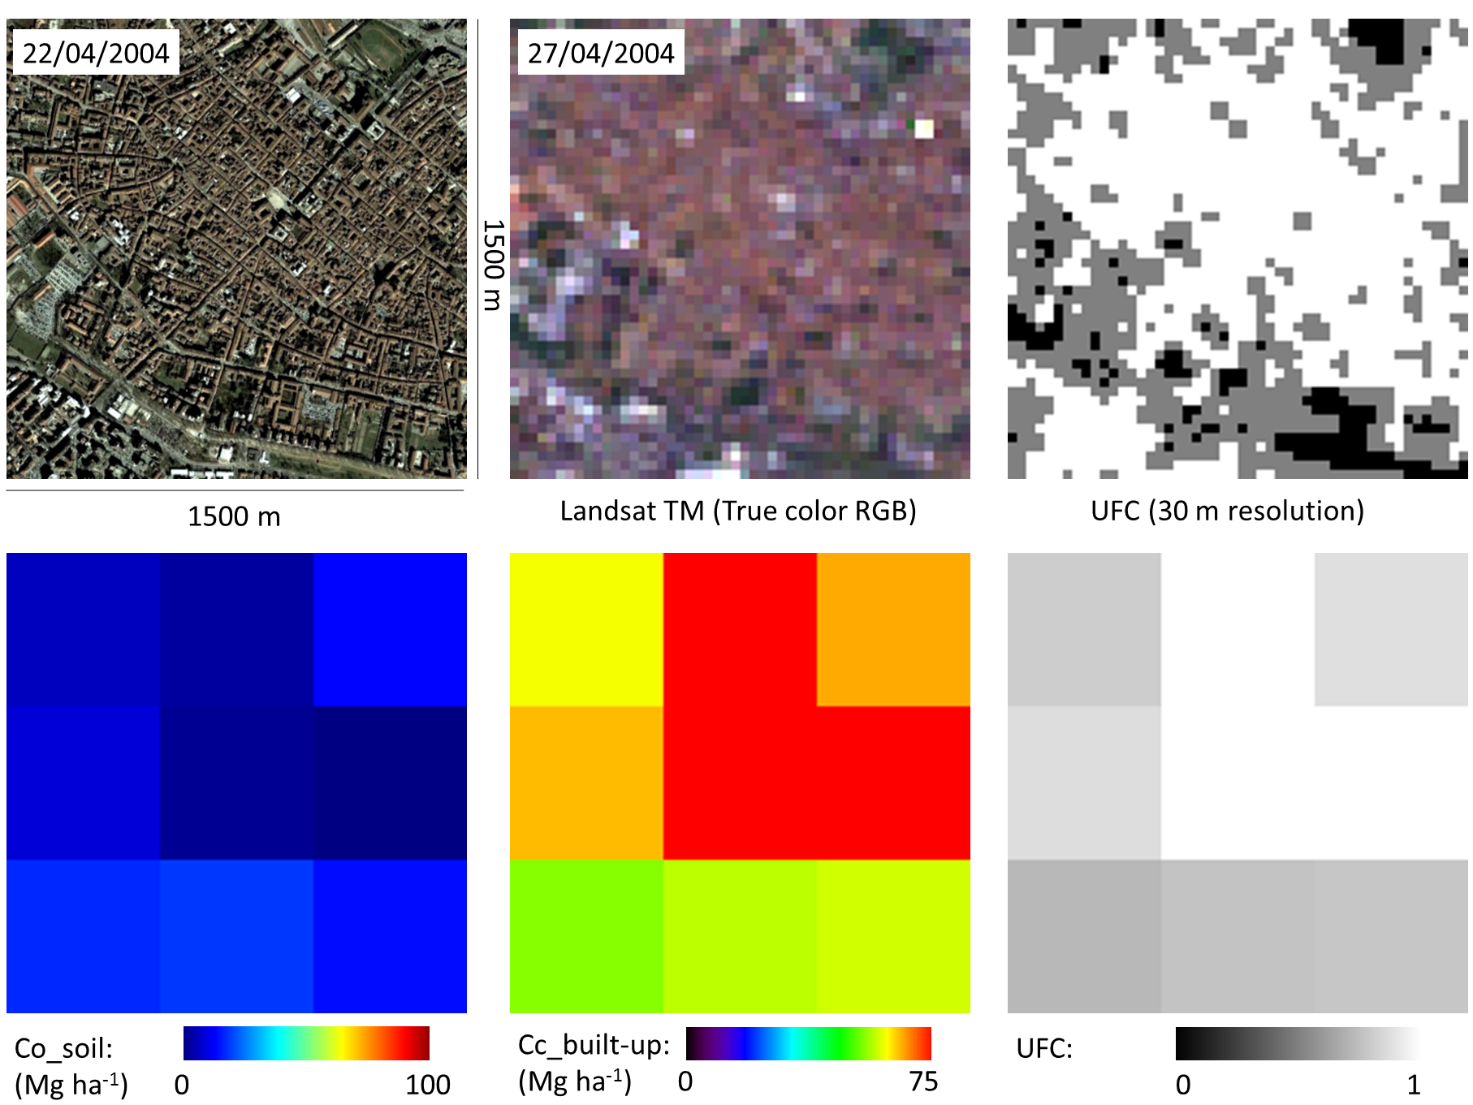 22/04/2004
27/04/2004
1500 m
1500 m
Landsat TM (True color RGB)
UFC (30 m resolution)
Co_soil:
(Mg ha-1)
0
100
Cc_built-up:
(Mg ha-1)
0
75
UFC:
0
1